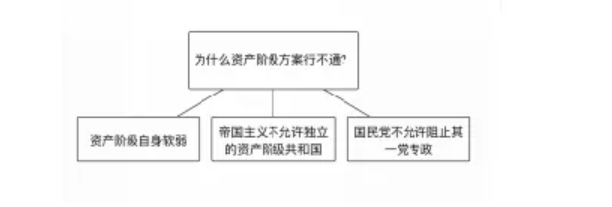 为什么资产阶级方案行不通？
资产阶级自身软弱
帝国主义不允许独立
的资产阶级共和国
国民党不允许阻止其
一党专政